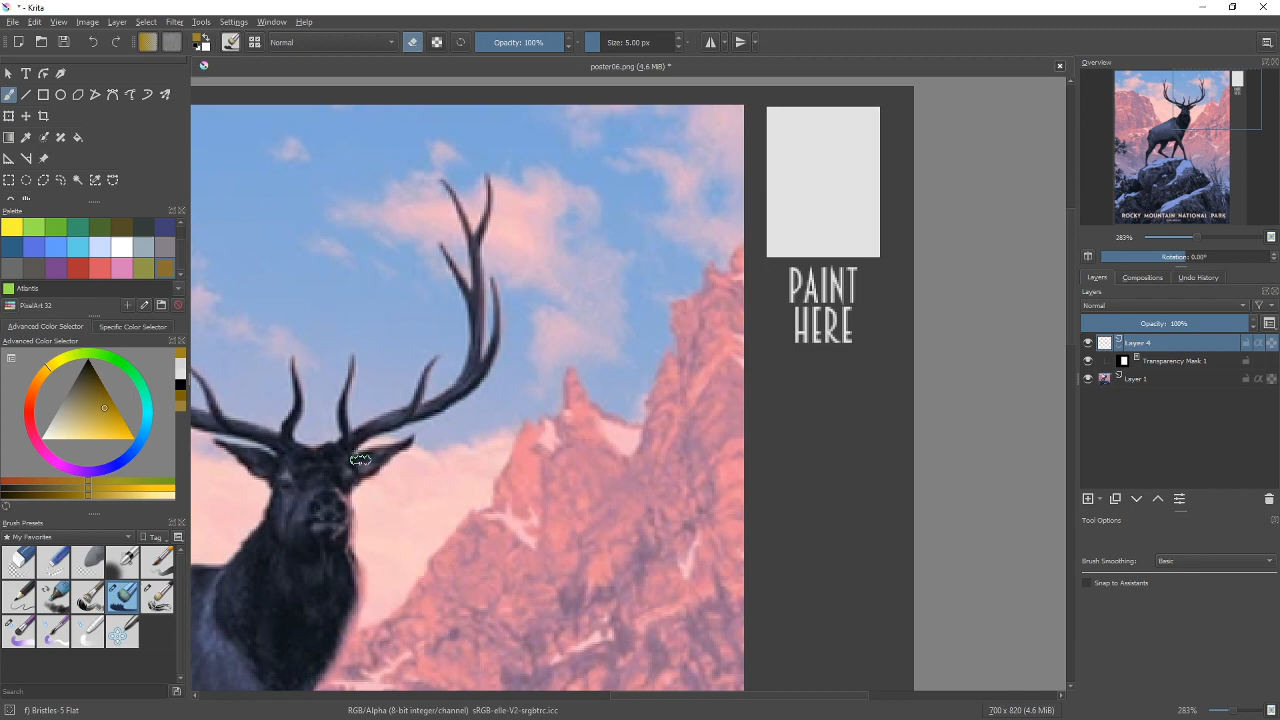 * - Krita
File Edit View Image Layer Select Filter Tools Settings Window Help
Normal Opacity: 100% Size: 5.00 px
poster06.png (4.6 MiB) *
Overview
ROCKY MOUNTAIN NATIONAL PARK
283%
Rotation: 0.00°
PAINT
HERE
Palette
Atlantis
PixelArt 32
Advanced Color Selector Specific Color Selector
Advanced Color Selector
Brush Presets
My Favorites Tag
Search
Layers Compositions Undo History
Layers
Normal
Opacity: 100%
Layer 4
Transparency Mask 1
Layer 1
Tool Options
Brush Smoothing: Basic
Snap to Assistants
f) Bristles-5 Flat RGB/Alpha (8-bit integer/channel) sRGB-elle-V2-srgbtrc.icc 700 x 820 (4.6 MiB) 283%